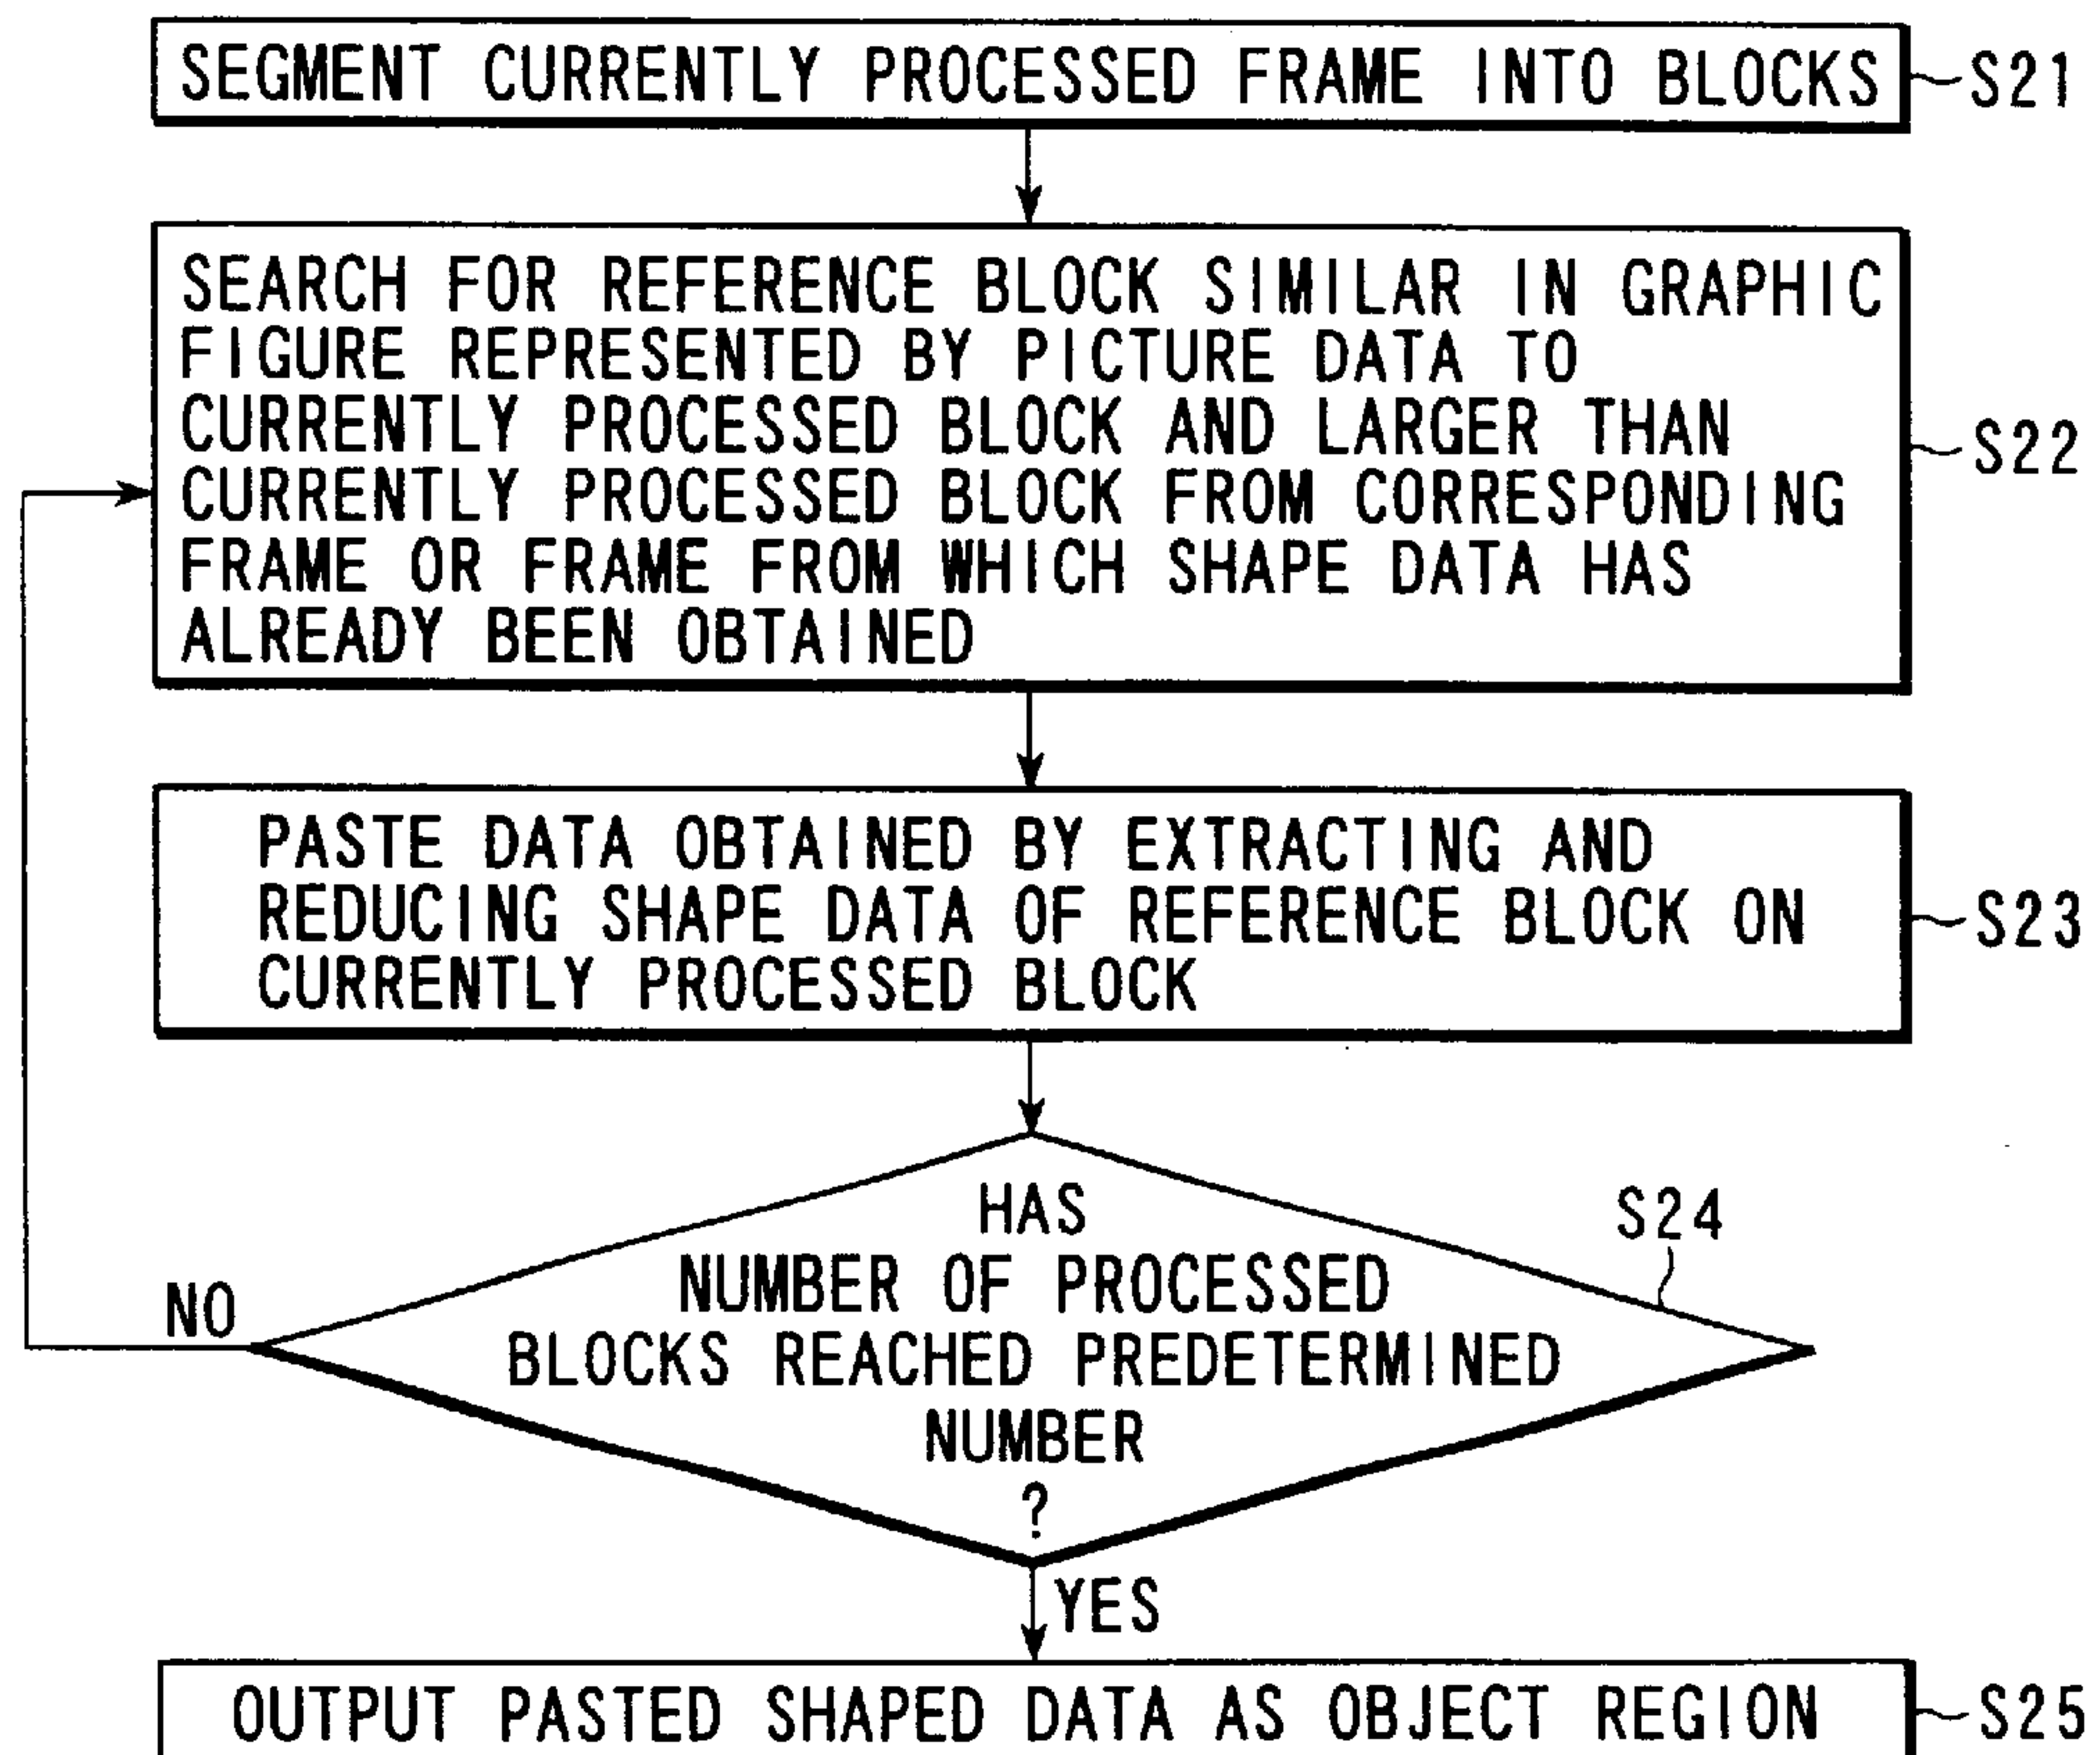 SEGMENT CURRENTLY PROCESSED FRAME INTO BLOCKS
S21
SEARCH FOR REFERENCE BLOCK SIMILAR IN GRAPHIC
FIGURE REPRESENTED BY PICTURE DATA TO
CURRENTLY PROCESSED BLOCK AND LARGER THAN
CURRENTLY PROCESSED BLOCK FROM CORRESPONDING
FRAME OR FRAME FROM WHICH SHAPE DATA HAS
ALREADY BEEN OBTAINED
S22
PASTE DATA OBTAINED BY EXTRACTING AND
REDUCING SHAPE DATA OF REFERENCE BLOCK ON
CURRENTLY PROCESSED BLOCK
S23
HAS
NUMBER OF PROCESSED
BLOCKS REACHED PREDETERMINED
NUMBER
?
S24
NO
YES
OUTPUT PASTED SHAPED DATA AS OBJECT REGION
S25